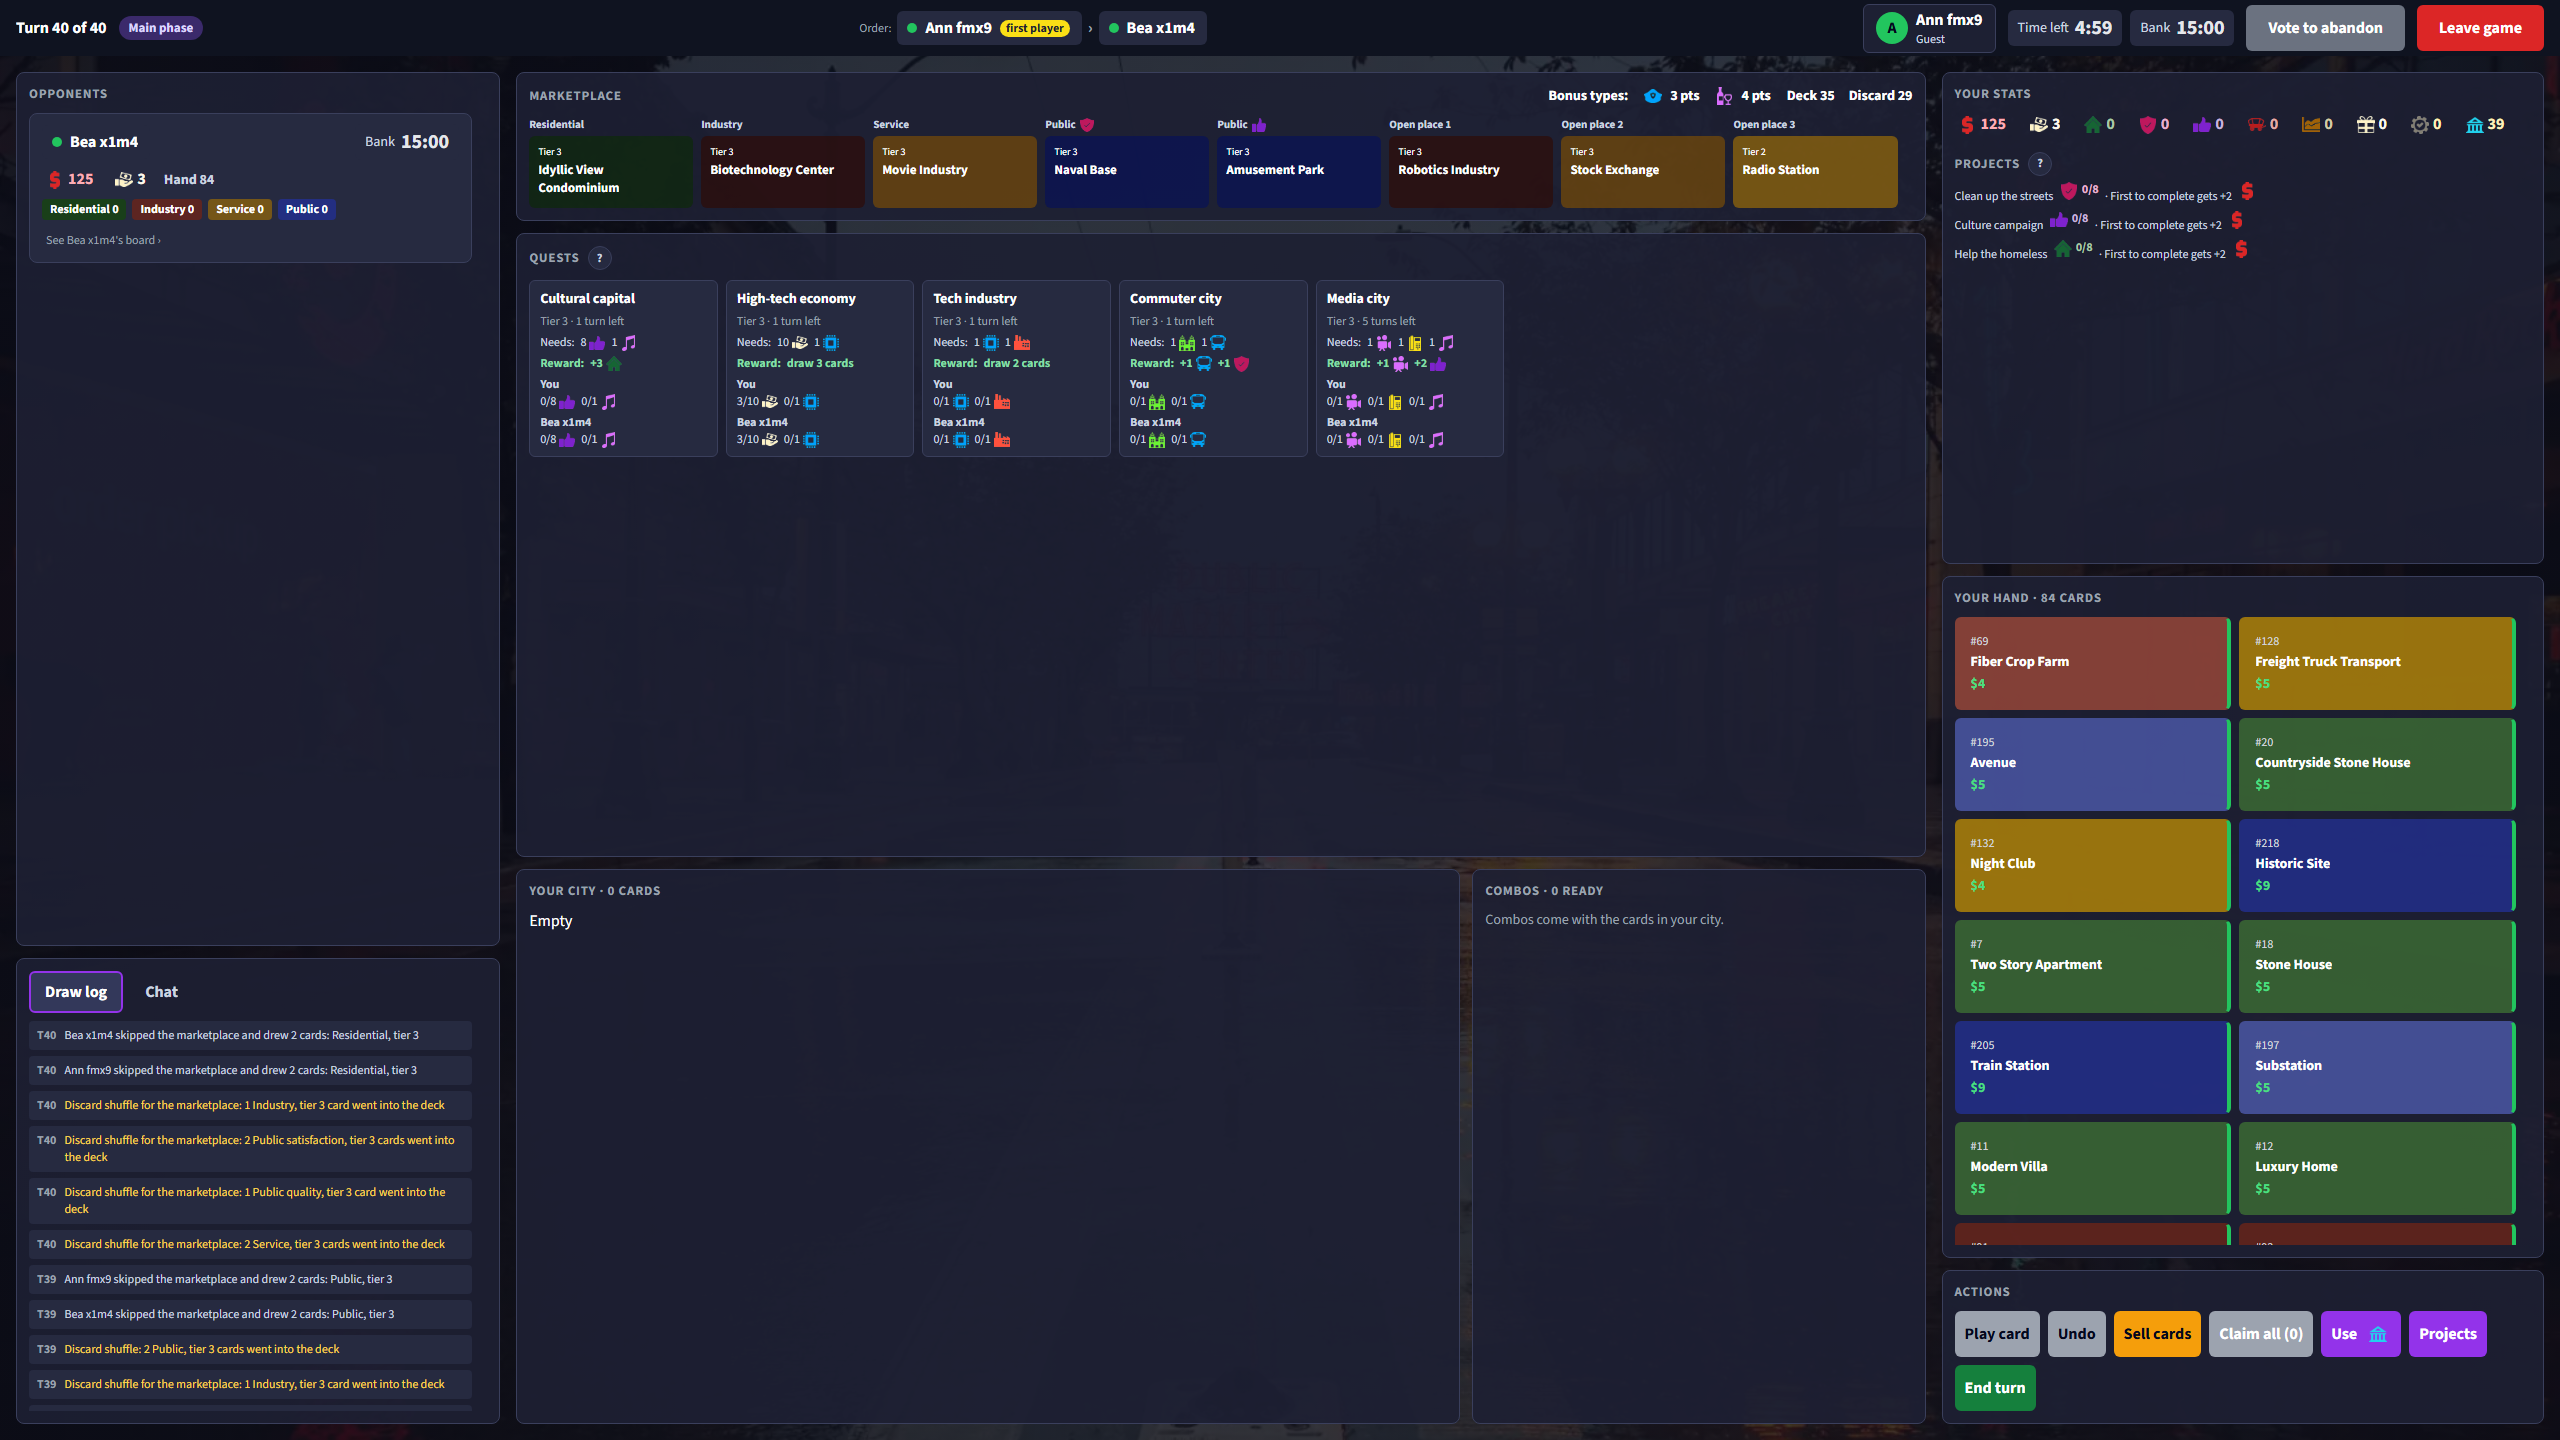 Turn 40 of 40 Main phase
Order: Ann fmx9 first player › Bea x1m4
A Ann fmx9 Guest
Time left 4:59
Bank 15:00
Vote to abandon
Leave game
OPPONENTS
Bea x1m4 Bank 15:00
125 3 Hand 84
Residential 0 Industry 0 Service 0 Public 0
See Bea x1m4's board ›
MARKETPLACE
Bonus types: 3 pts 4 pts Deck 35 Discard 29
Residential
Tier 3
Idyllic View
Condominium
Industry
Tier 3
Biotechnology Center
Service
Tier 3
Movie Industry
Public
Tier 3
Naval Base
Public
Tier 3
Amusement Park
Open place 1
Tier 3
Robotics Industry
Open place 2
Tier 3
Stock Exchange
Open place 3
Tier 2
Radio Station
QUESTS ?
Cultural capital
Tier 3 · 1 turn left
Needs: 8 1
Reward: +3
You
0/8 0/1
Bea x1m4
0/8 0/1
High-tech economy
Tier 3 · 1 turn left
Needs: 10 1
Reward: draw 3 cards
You
3/10 0/1
Bea x1m4
3/10 0/1
Tech industry
Tier 3 · 1 turn left
Needs: 1 1
Reward: draw 2 cards
You
0/1 0/1
Bea x1m4
0/1 0/1
Commuter city
Tier 3 · 1 turn left
Needs: 1 1
Reward: +1 +1
You
0/1 0/1
Bea x1m4
0/1 0/1
Media city
Tier 3 · 5 turns left
Needs: 1 1 1
Reward: +1 +2
You
0/1 0/1 0/1
Bea x1m4
0/1 0/1 0/1
YOUR STATS
125 3 0 0 0 0 0 0 0 39
PROJECTS ?
Clean up the streets 0/8 · First to complete gets +2
Culture campaign 0/8 · First to complete gets +2
Help the homeless 0/8 · First to complete gets +2
YOUR HAND · 84 CARDS
#69
Fiber Crop Farm
$4
#128
Freight Truck Transport
$5
#195
Avenue
$5
#20
Countryside Stone House
$5
#132
Night Club
$4
#218
Historic Site
$9
#7
Two Story Apartment
$5
#18
Stone House
$5
#205
Train Station
$9
#197
Substation
$5
#11
Modern Villa
$5
#12
Luxury Home
$5
YOUR CITY · 0 CARDS
Empty
COMBOS · 0 READY
Combos come with the cards in your city.
Draw log Chat
T40 Bea x1m4 skipped the marketplace and drew 2 cards: Residential, tier 3
T40 Ann fmx9 skipped the marketplace and drew 2 cards: Residential, tier 3
T40 Discard shuffle for the marketplace: 1 Industry, tier 3 card went into the deck
T40 Discard shuffle for the marketplace: 2 Public satisfaction, tier 3 cards went into
the deck
T40 Discard shuffle for the marketplace: 1 Public quality, tier 3 card went into the
deck
T40 Discard shuffle for the marketplace: 2 Service, tier 3 cards went into the deck
T39 Ann fmx9 skipped the marketplace and drew 2 cards: Public, tier 3
T39 Bea x1m4 skipped the marketplace and drew 2 cards: Public, tier 3
T39 Discard shuffle: 2 Public, tier 3 cards went into the deck
T39 Discard shuffle for the marketplace: 1 Industry, tier 3 card went into the deck
ACTIONS
Play card
Undo
Sell cards
Claim all (0)
Use
Projects
End turn